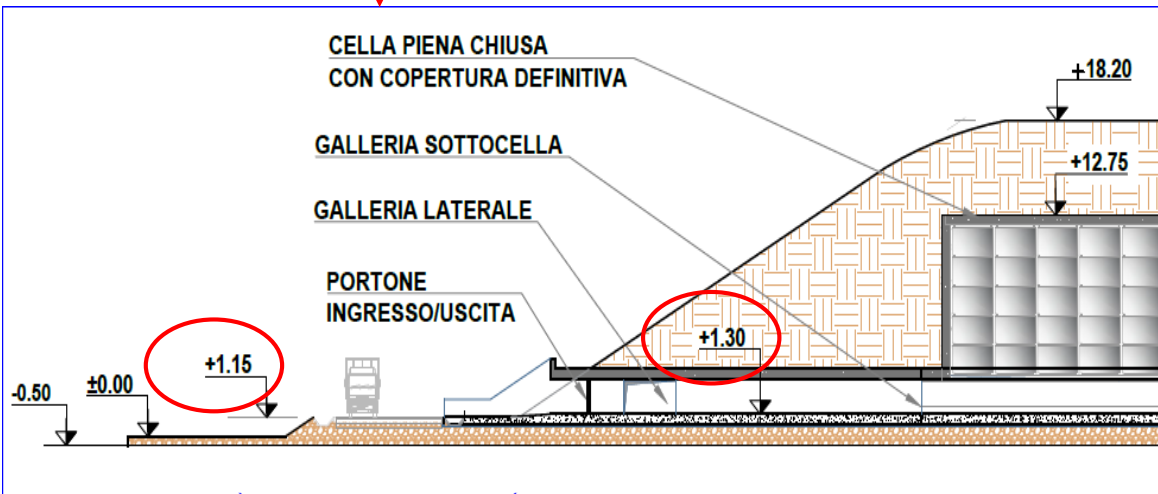 CELLA PIENA CHIUSA
CON COPERTURA DEFINITIVA
+18.20
GALLERIA SOTTOCELLA
+12.75
GALLERIA LATERALE
PORTONE
INGRESSO/USCITA
+1.30
+1.15
±0.00
-0.50